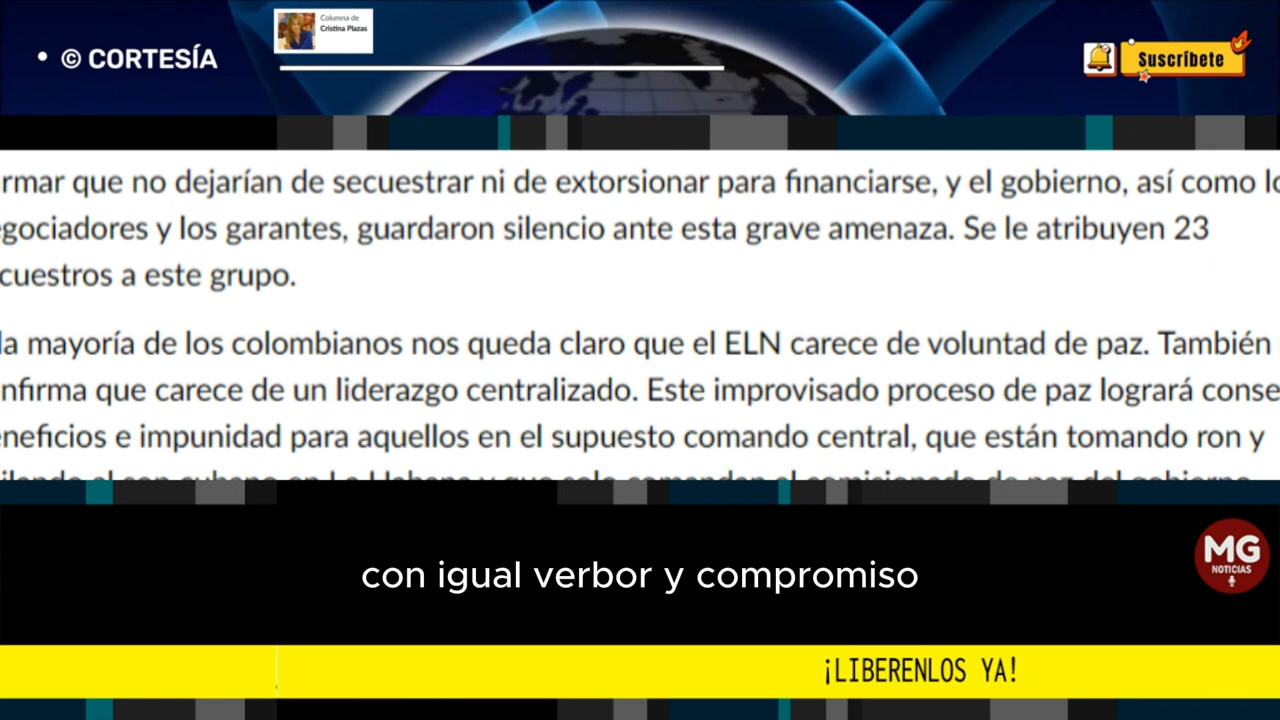 Columna de
Cristina Plazas
© CORTESÍA
Suscríbete
rmar que no dejarían de secuestrar ni de extorsionar para financiarse, y el gobierno, así como lo
gociadores y los garantes, guardaron silencio ante esta grave amenaza. Se le atribuyen 23
cuestros a este grupo.
la mayoría de los colombianos nos queda claro que el ELN carece de voluntad de paz. También
nfirma que carece de un liderazgo centralizado. Este improvisado proceso de paz logrará conse
neficios e impunidad para aquellos en el supuesto comando central, que están tomando ron y
con igual verbor y compromiso
MG
NOTICIAS
¡LIBERENLOS YA!